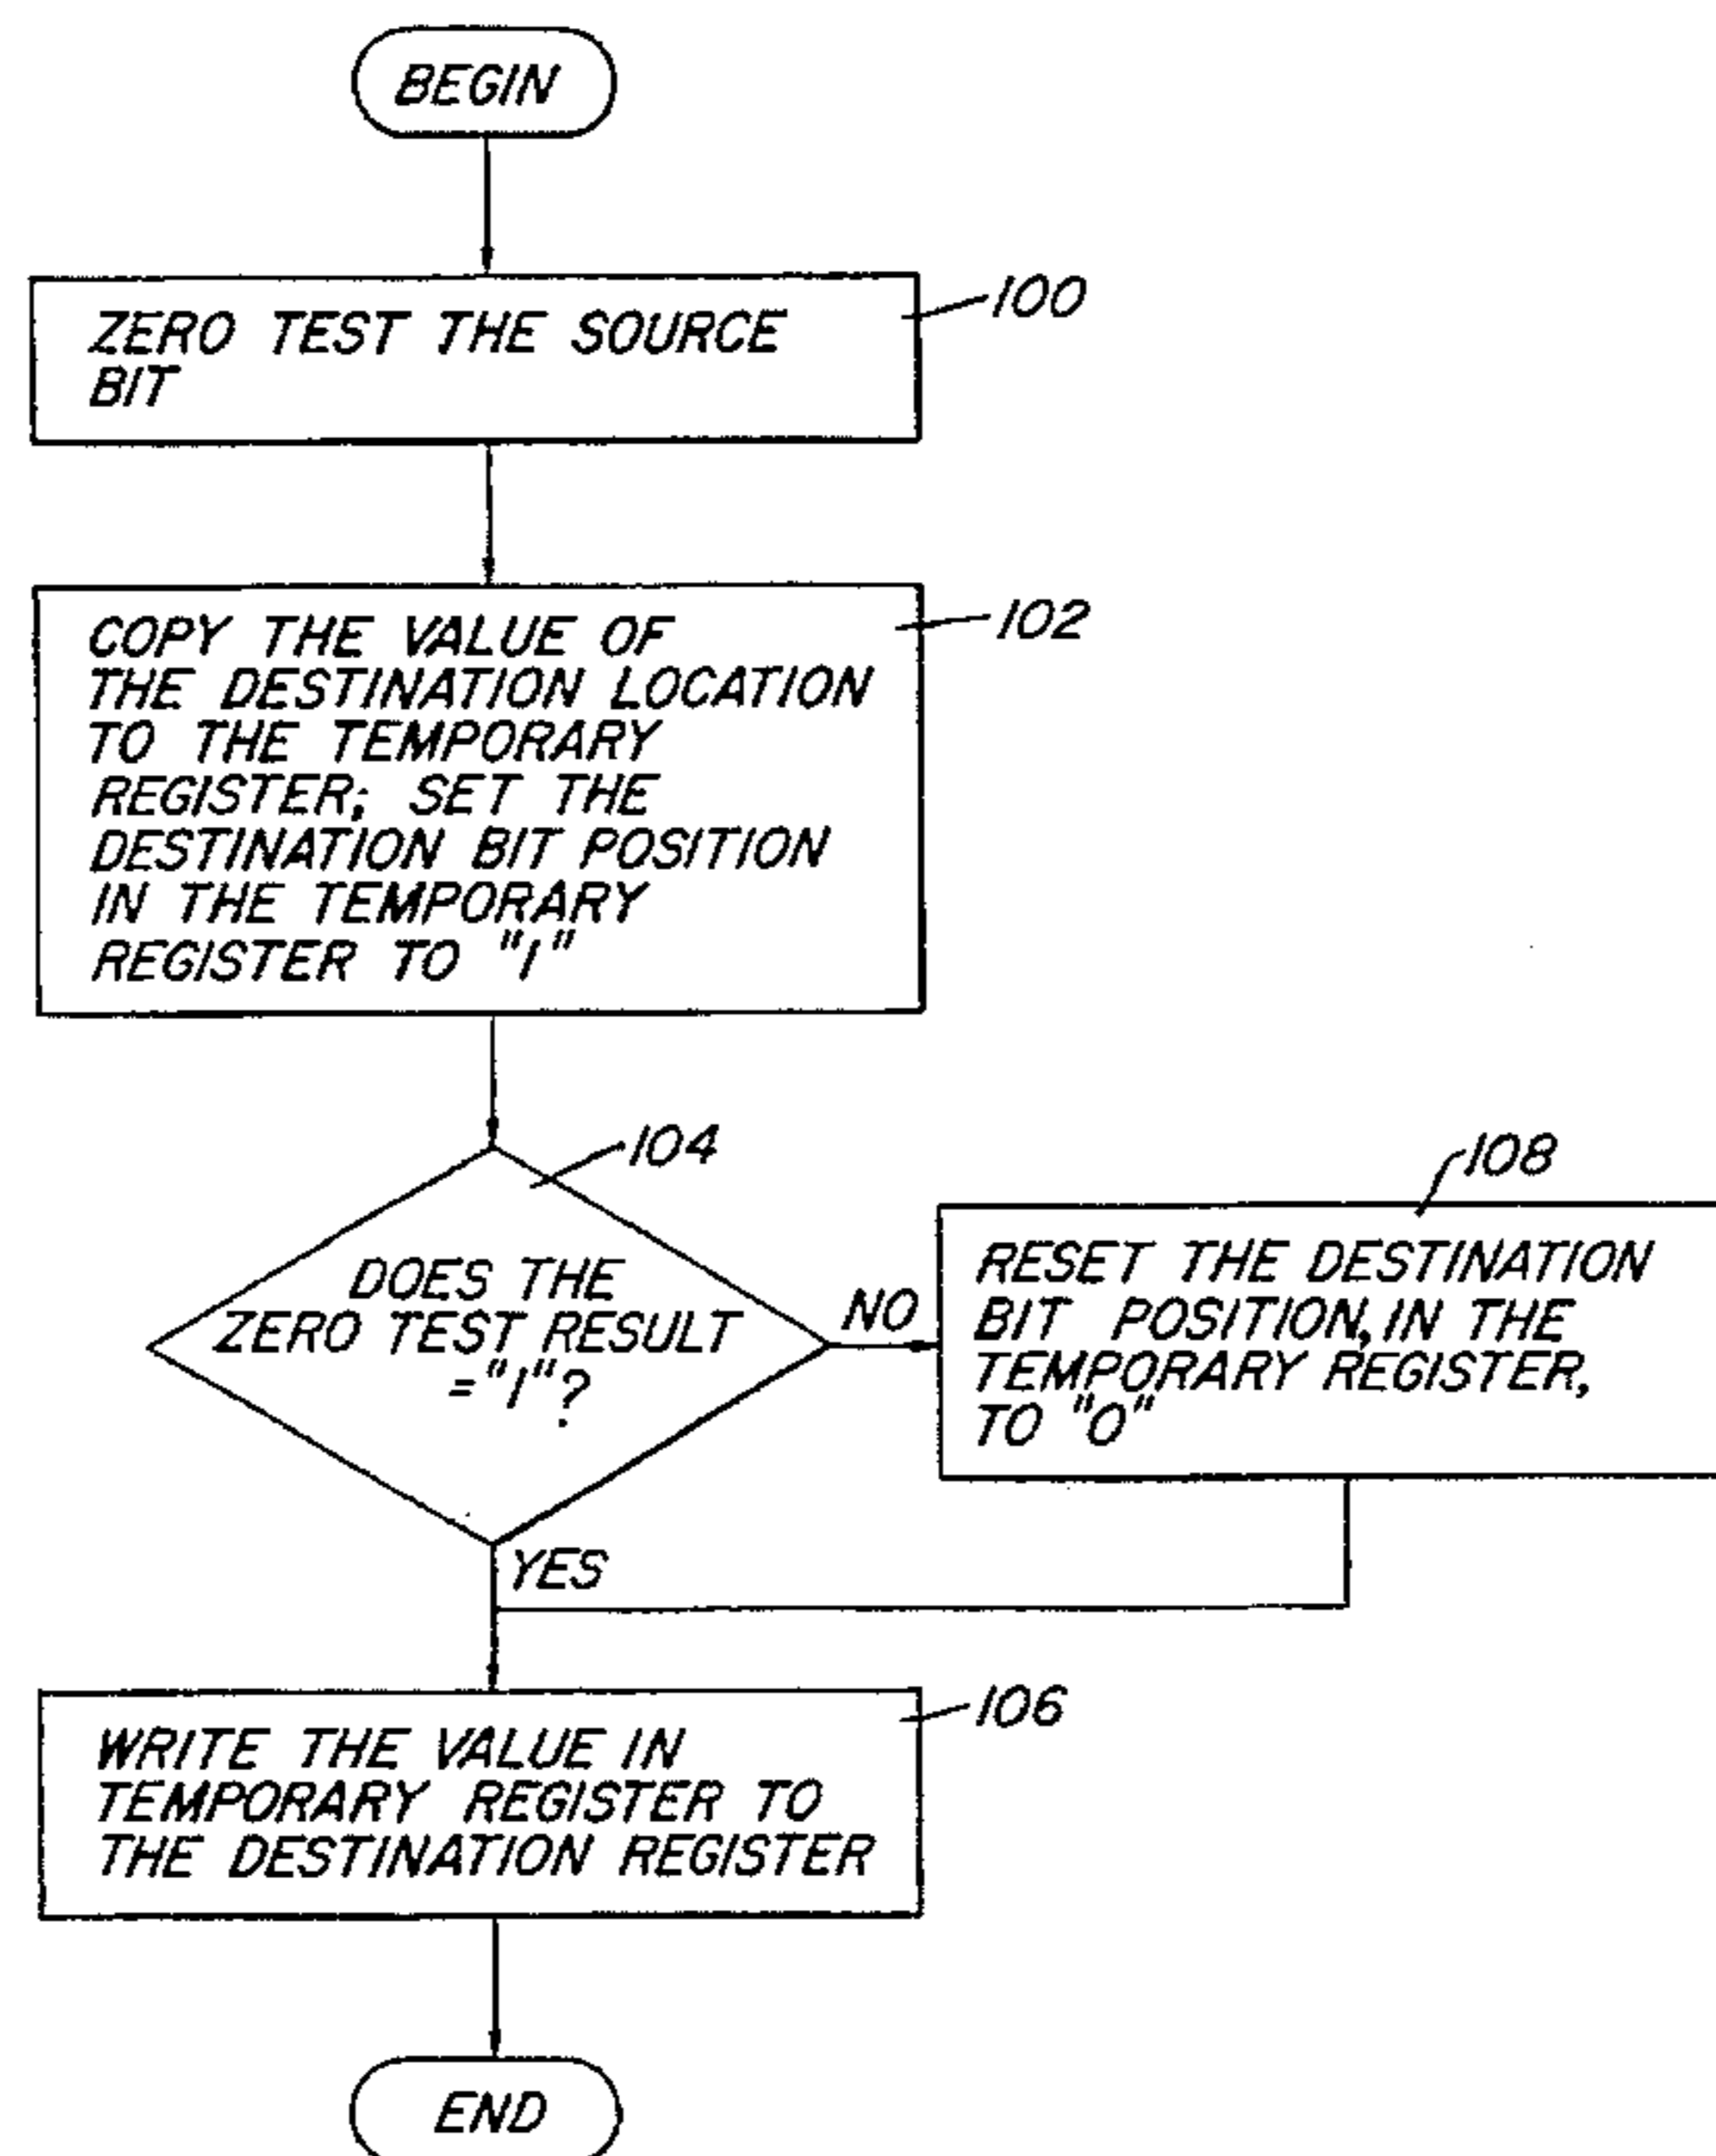 BEGIN
ZERO TEST THE SOURCE
BIT
100
COPY THE VALUE OF
THE DESTINATION LOCATION
TO THE TEMPORARY
REGISTER; SET THE
DESTINATION BIT POSITION
IN THE TEMPORARY
REGISTER TO "1"
102
104
DOES THE
ZERO TEST RESULT
="1"?
NO
108
RESET THE DESTINATION
BIT POSITION, IN THE
TEMPORARY REGISTER,
TO "0"
YES
106
WRITE THE VALUE IN
TEMPORARY REGISTER TO
THE DESTINATION REGISTER
END